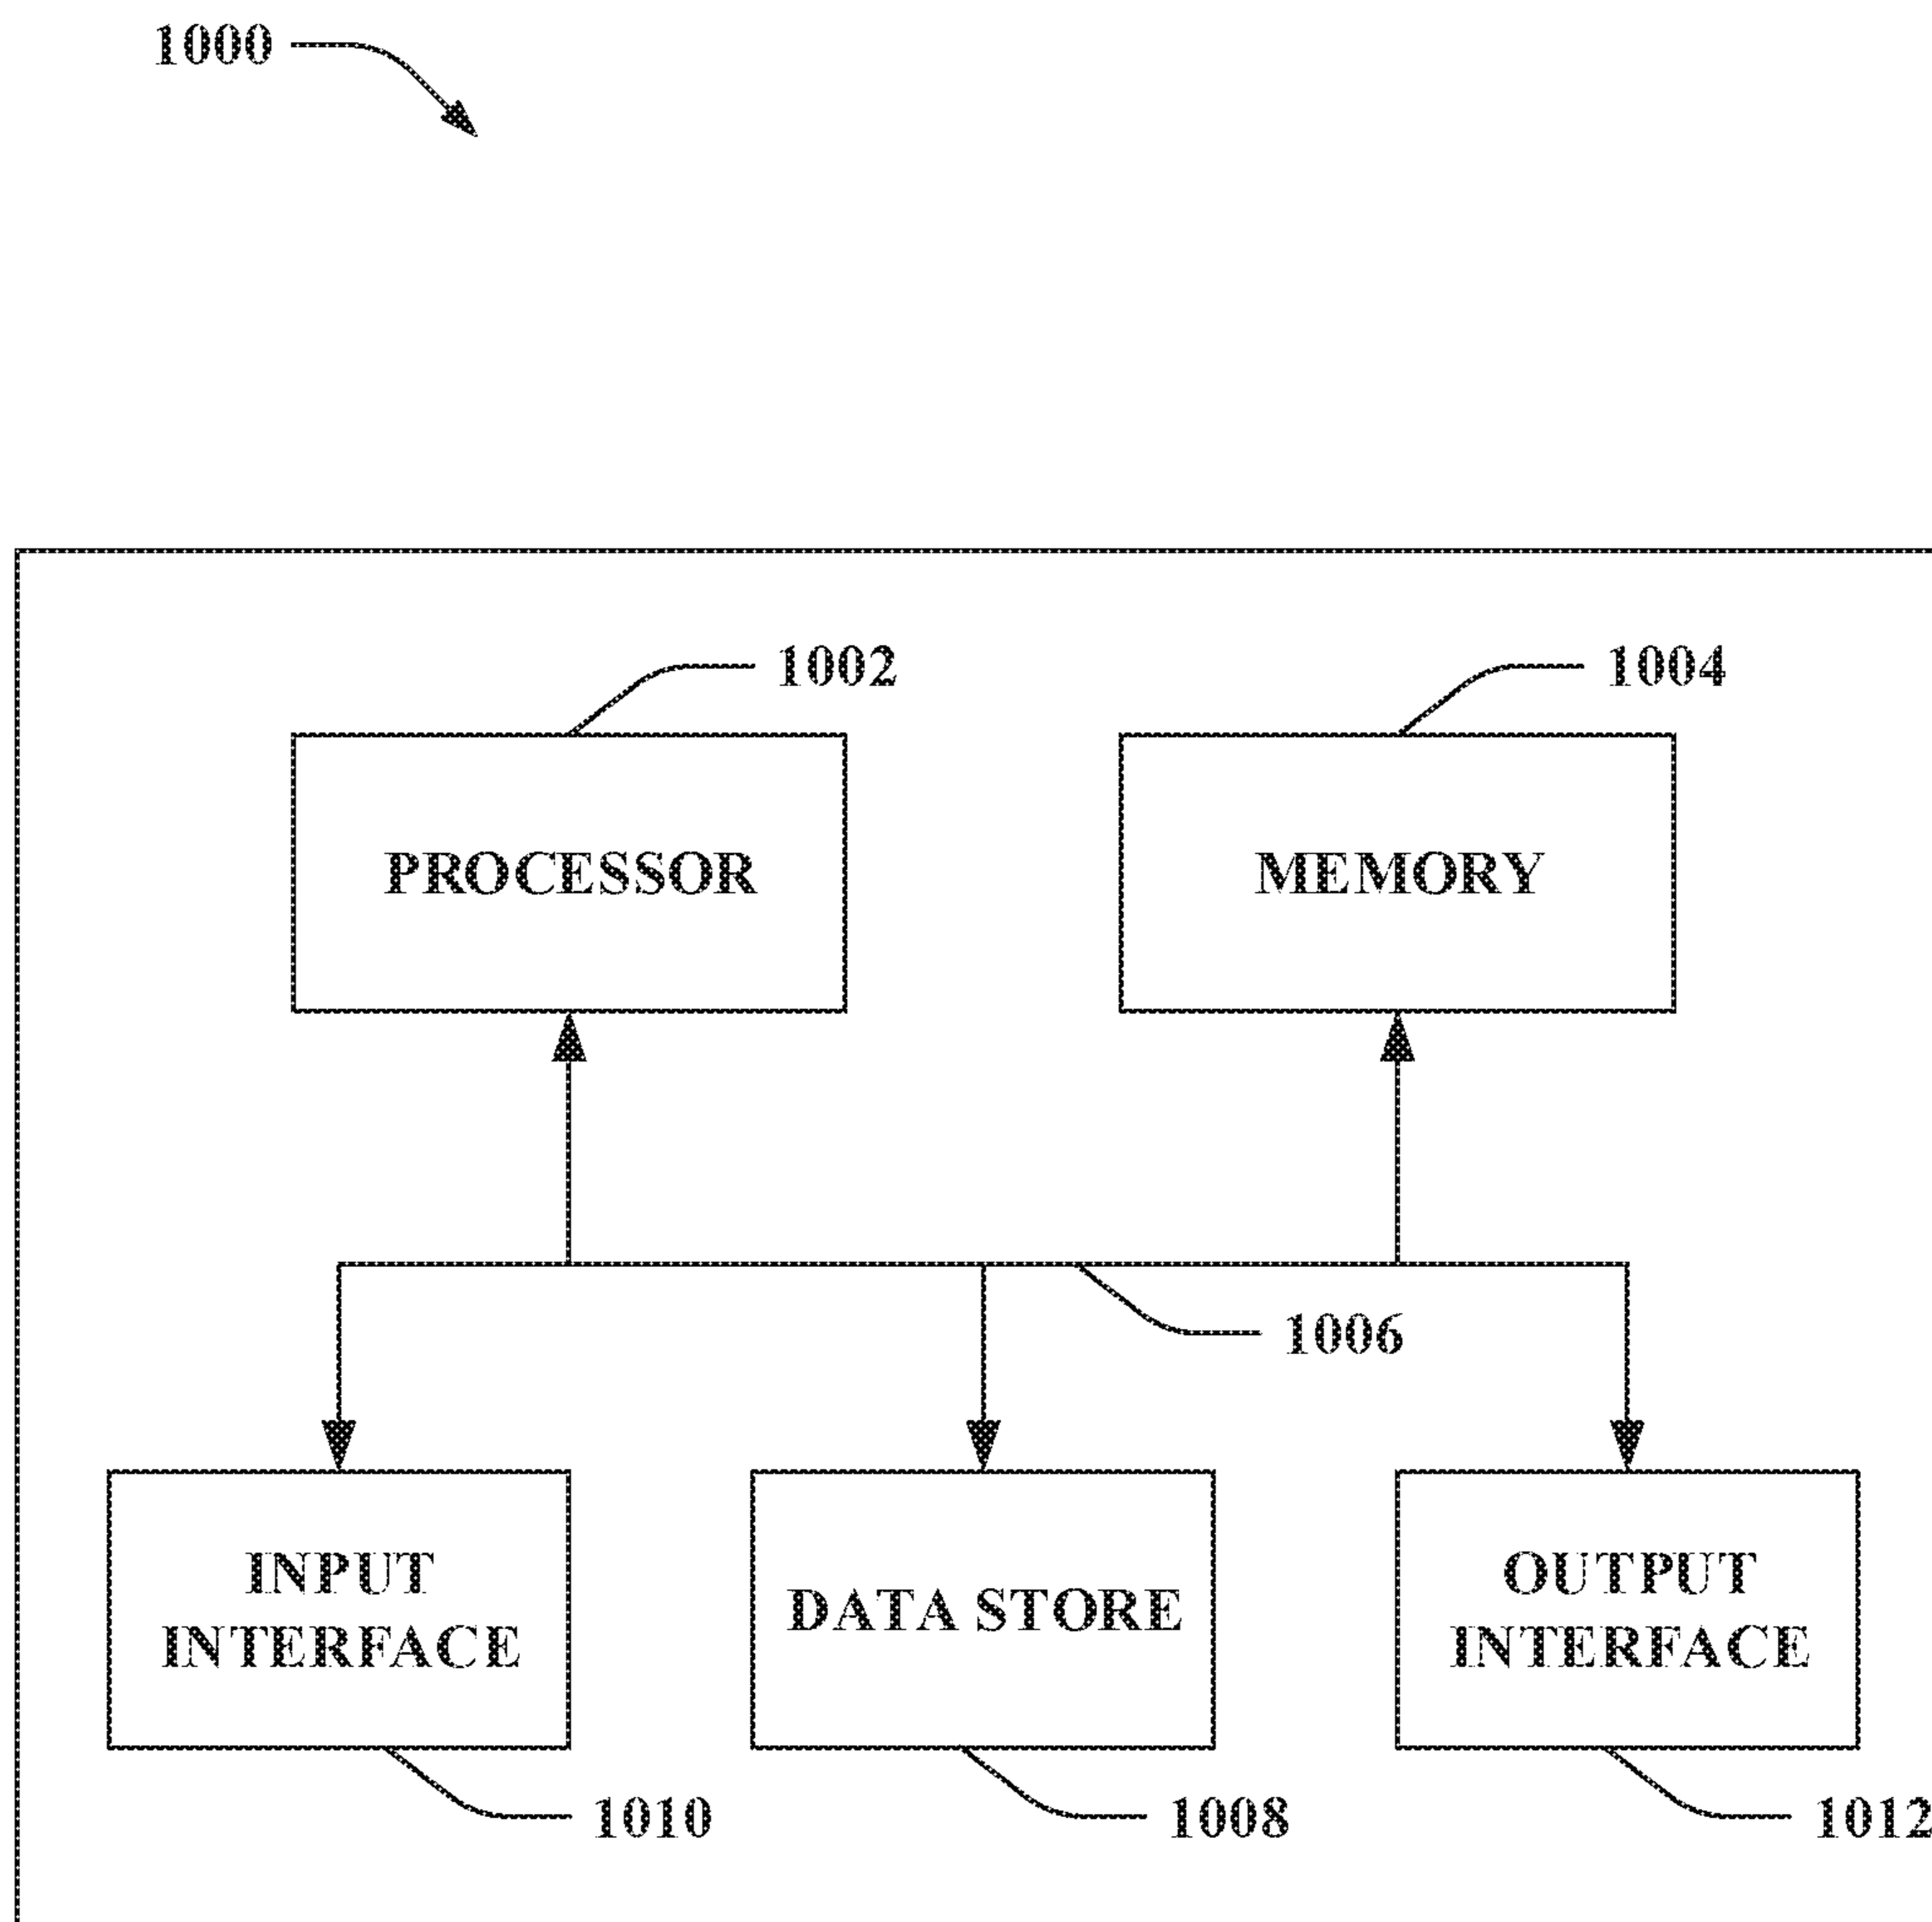 1000
1002
1004
PROCESSOR
MEMORY
1006
INPUT
INTERFACE
DATA STORE
OUTPUT
INTERFACE
1010
1008
1012